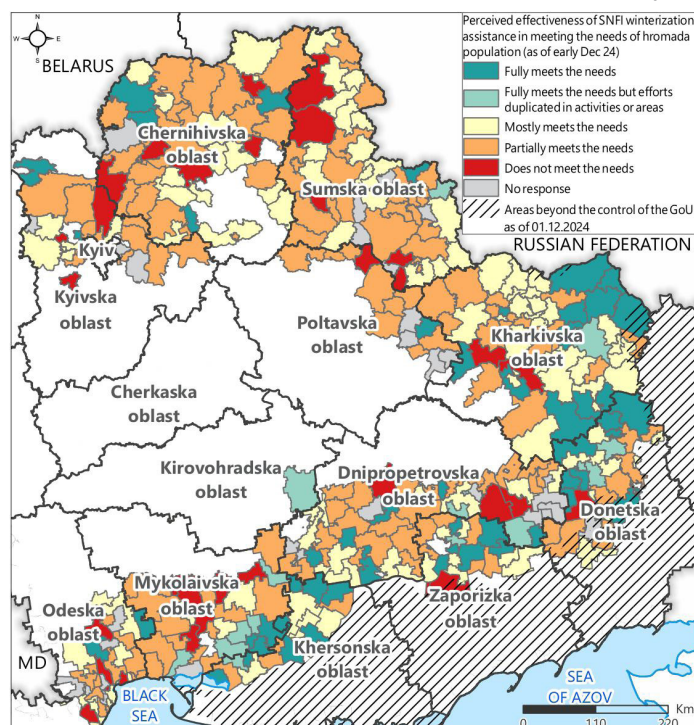 Perceived effectiveness of SNFI winterization
assistance in meeting the needs of hromada
population (as of early Dec 24)
Fully meets the needs
Fully meets the needs but efforts
duplicated in activities or areas
Mostly meets the needs
Partially meets the needs
Does not meet the needs
No response
Areas beyond the control of the GoU
as of 01.12.2024
N
W E
S
BELARUS
Chernihivska
oblast
Sumska oblast
RUSSIAN FEDERATION
Kyiv
Kyivska
oblast
Poltavska
oblast
Kharkivska
oblast
Cherkaska
oblast
Kirovohradska
oblast
Dnipropetrovska
oblast
Donetska
oblast
Mykolaivska
oblast
Zaporizka
oblast
Odeska
oblast
Khersonska
oblast
MD
BLACK
SEA
SEA
OF AZOV
Km
0 110 220